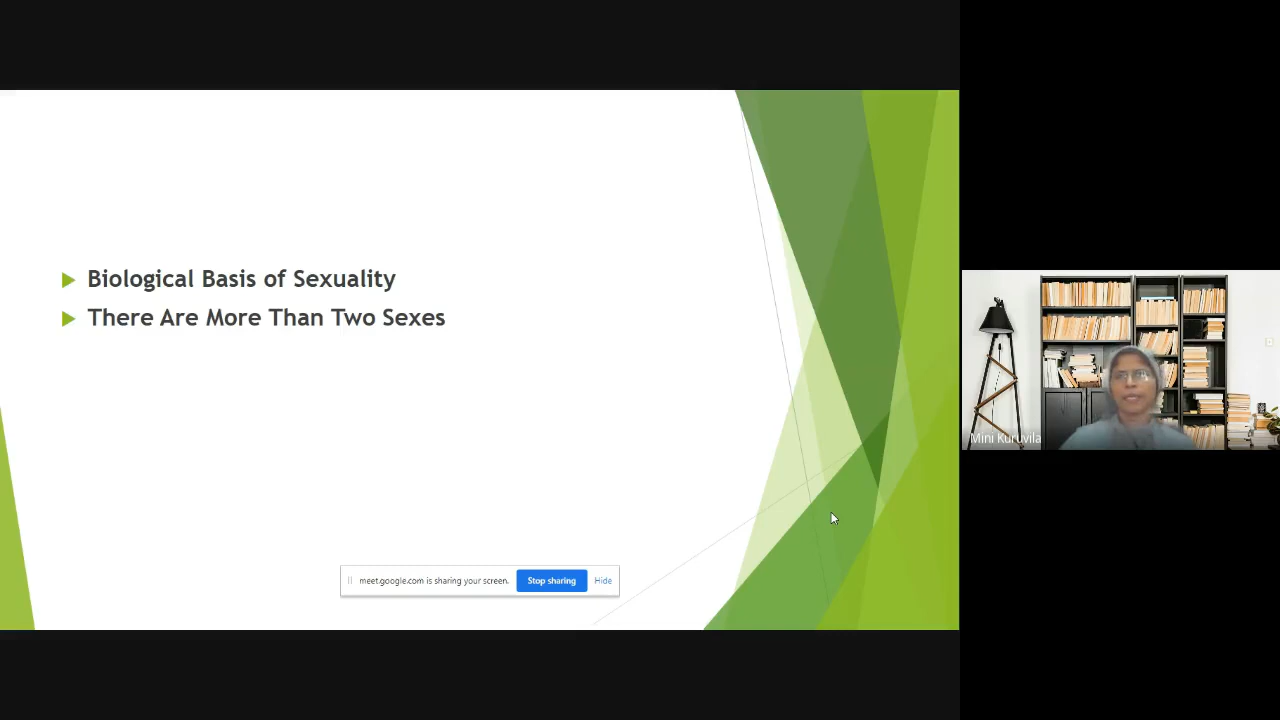 Biological Basis of Sexuality
There Are More Than Two Sexes
meet.google.com is sharing your screen.
Stop sharing
Hide
Mini Kuruvila